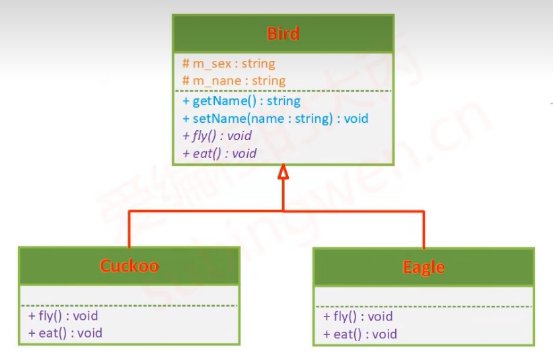 Bird
# m_sex : string
# m_nane : string
+ getName() : string
+ setName(name : string) : void
+ fly() : void
+ eat() : void
Cuckoo
+ fly() : void
+ eat() : void
Eagle
+ fly() : void
+ eat() : void